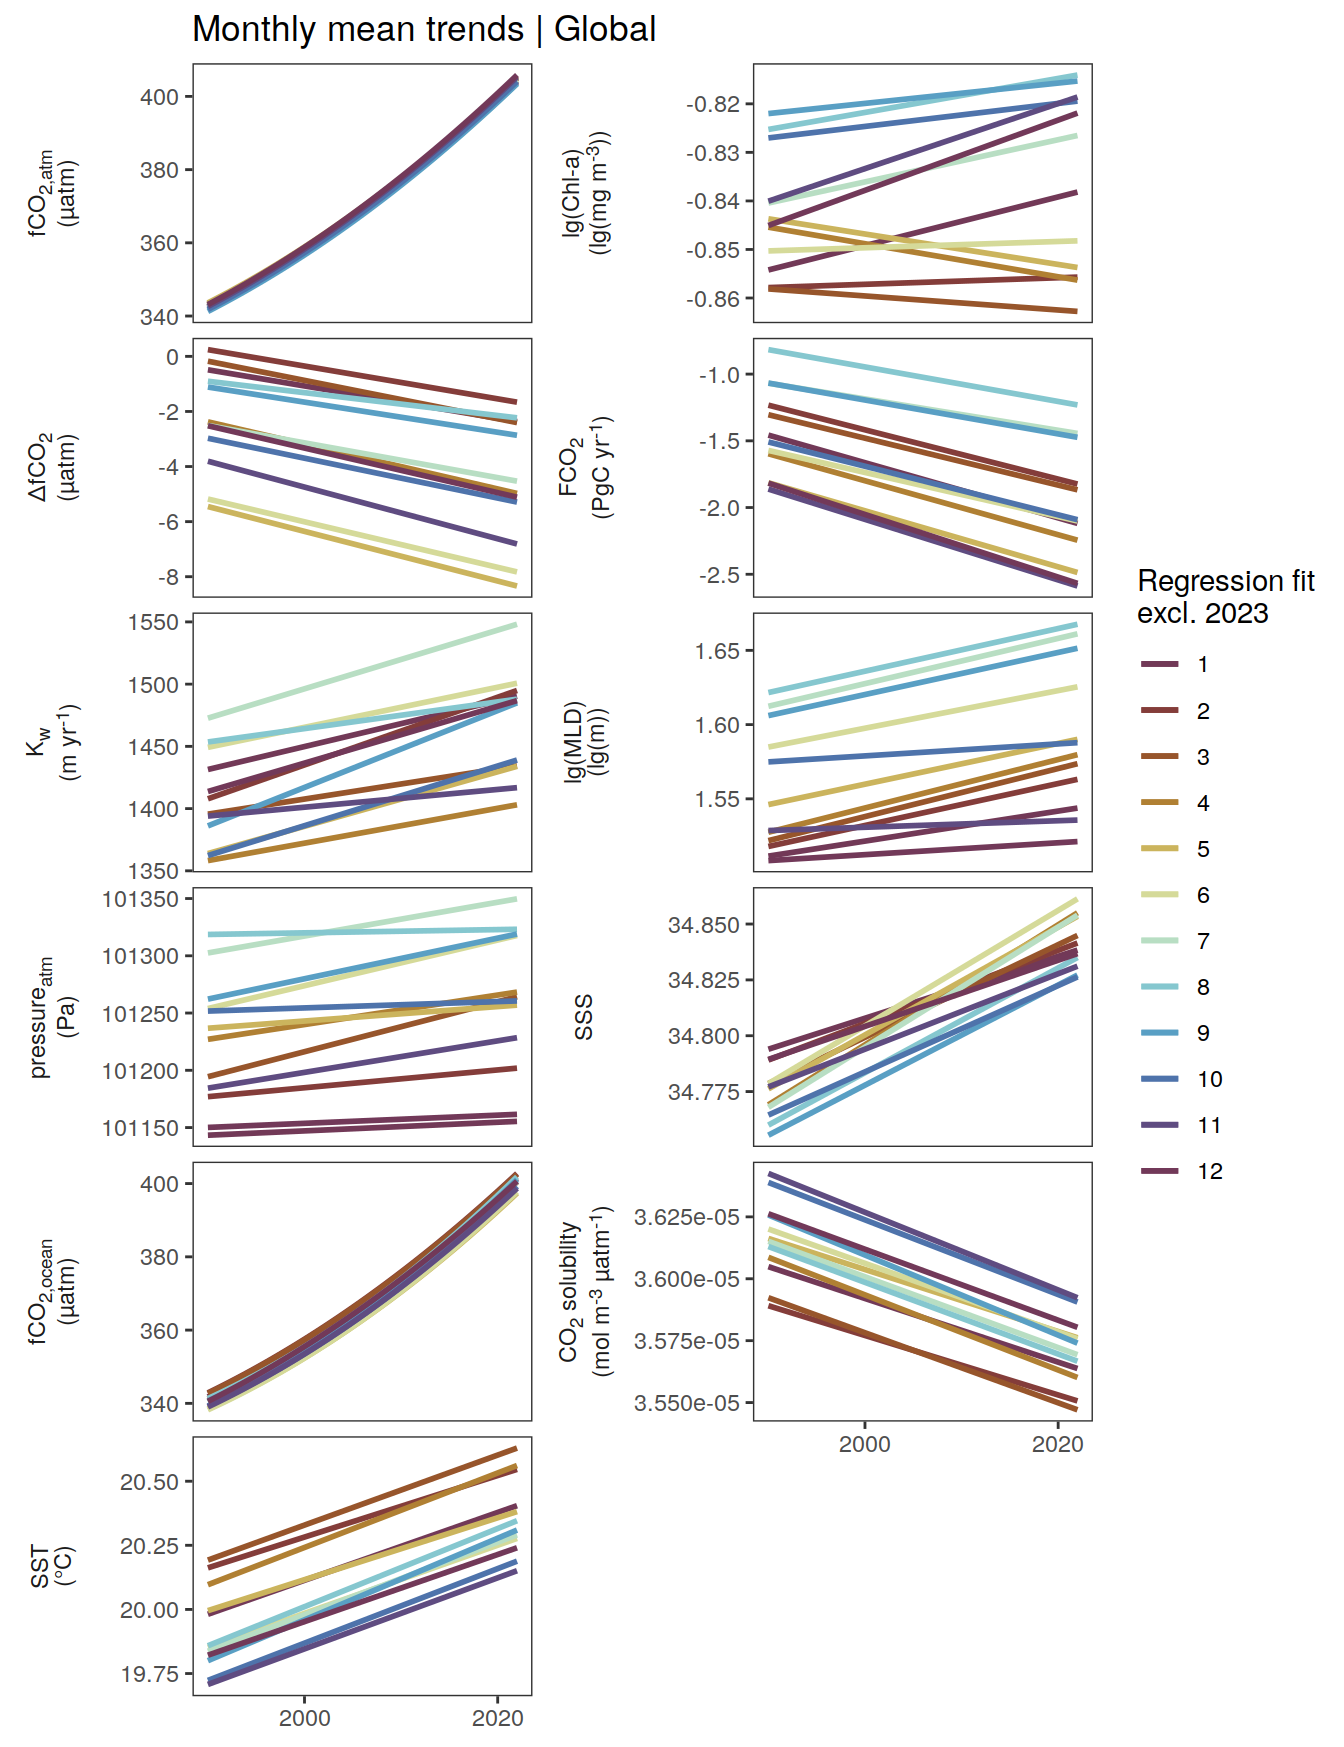 Monthly mean trends | Global
fCO2,atm
(µatm)
400
380
360
340
lg(Chl-a)
(lg(mg m-3))
-0.82
-0.83
-0.84
-0.85
-0.86
ΔfCO2
(µatm)
0
-2
-4
-6
-8
FCO2
(PgC yr-1)
-1.0
-1.5
-2.0
-2.5
Kw
(m yr-1)
1550
1500
1450
1400
1350
lg(MLD)
(lg(m))
1.65
1.60
1.55
pressureatm
(Pa)
101350
101300
101250
101200
101150
SSS
34.850
34.825
34.800
34.775
fCO2,ocean
(µatm)
400
380
360
340
CO2 solubility
(mol m-3 µatm-1)
3.625e-05
3.600e-05
3.575e-05
3.550e-05
2000
2020
SST
(°C)
20.50
20.25
20.00
19.75
2000
2020
Regression fit
excl. 2023
1
2
3
4
5
6
7
8
9
10
11
12